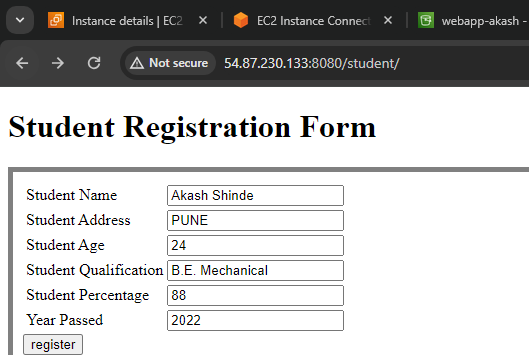 Instance details | EC2
EC2 Instance Connect
webapp-akash -
Not secure
54.87.230.133:8080/student/
Student Registration Form
Student Name Akash Shinde
Student Address PUNE
Student Age 24
Student Qualification B.E. Mechanical
Student Percentage 88
Year Passed 2022
register